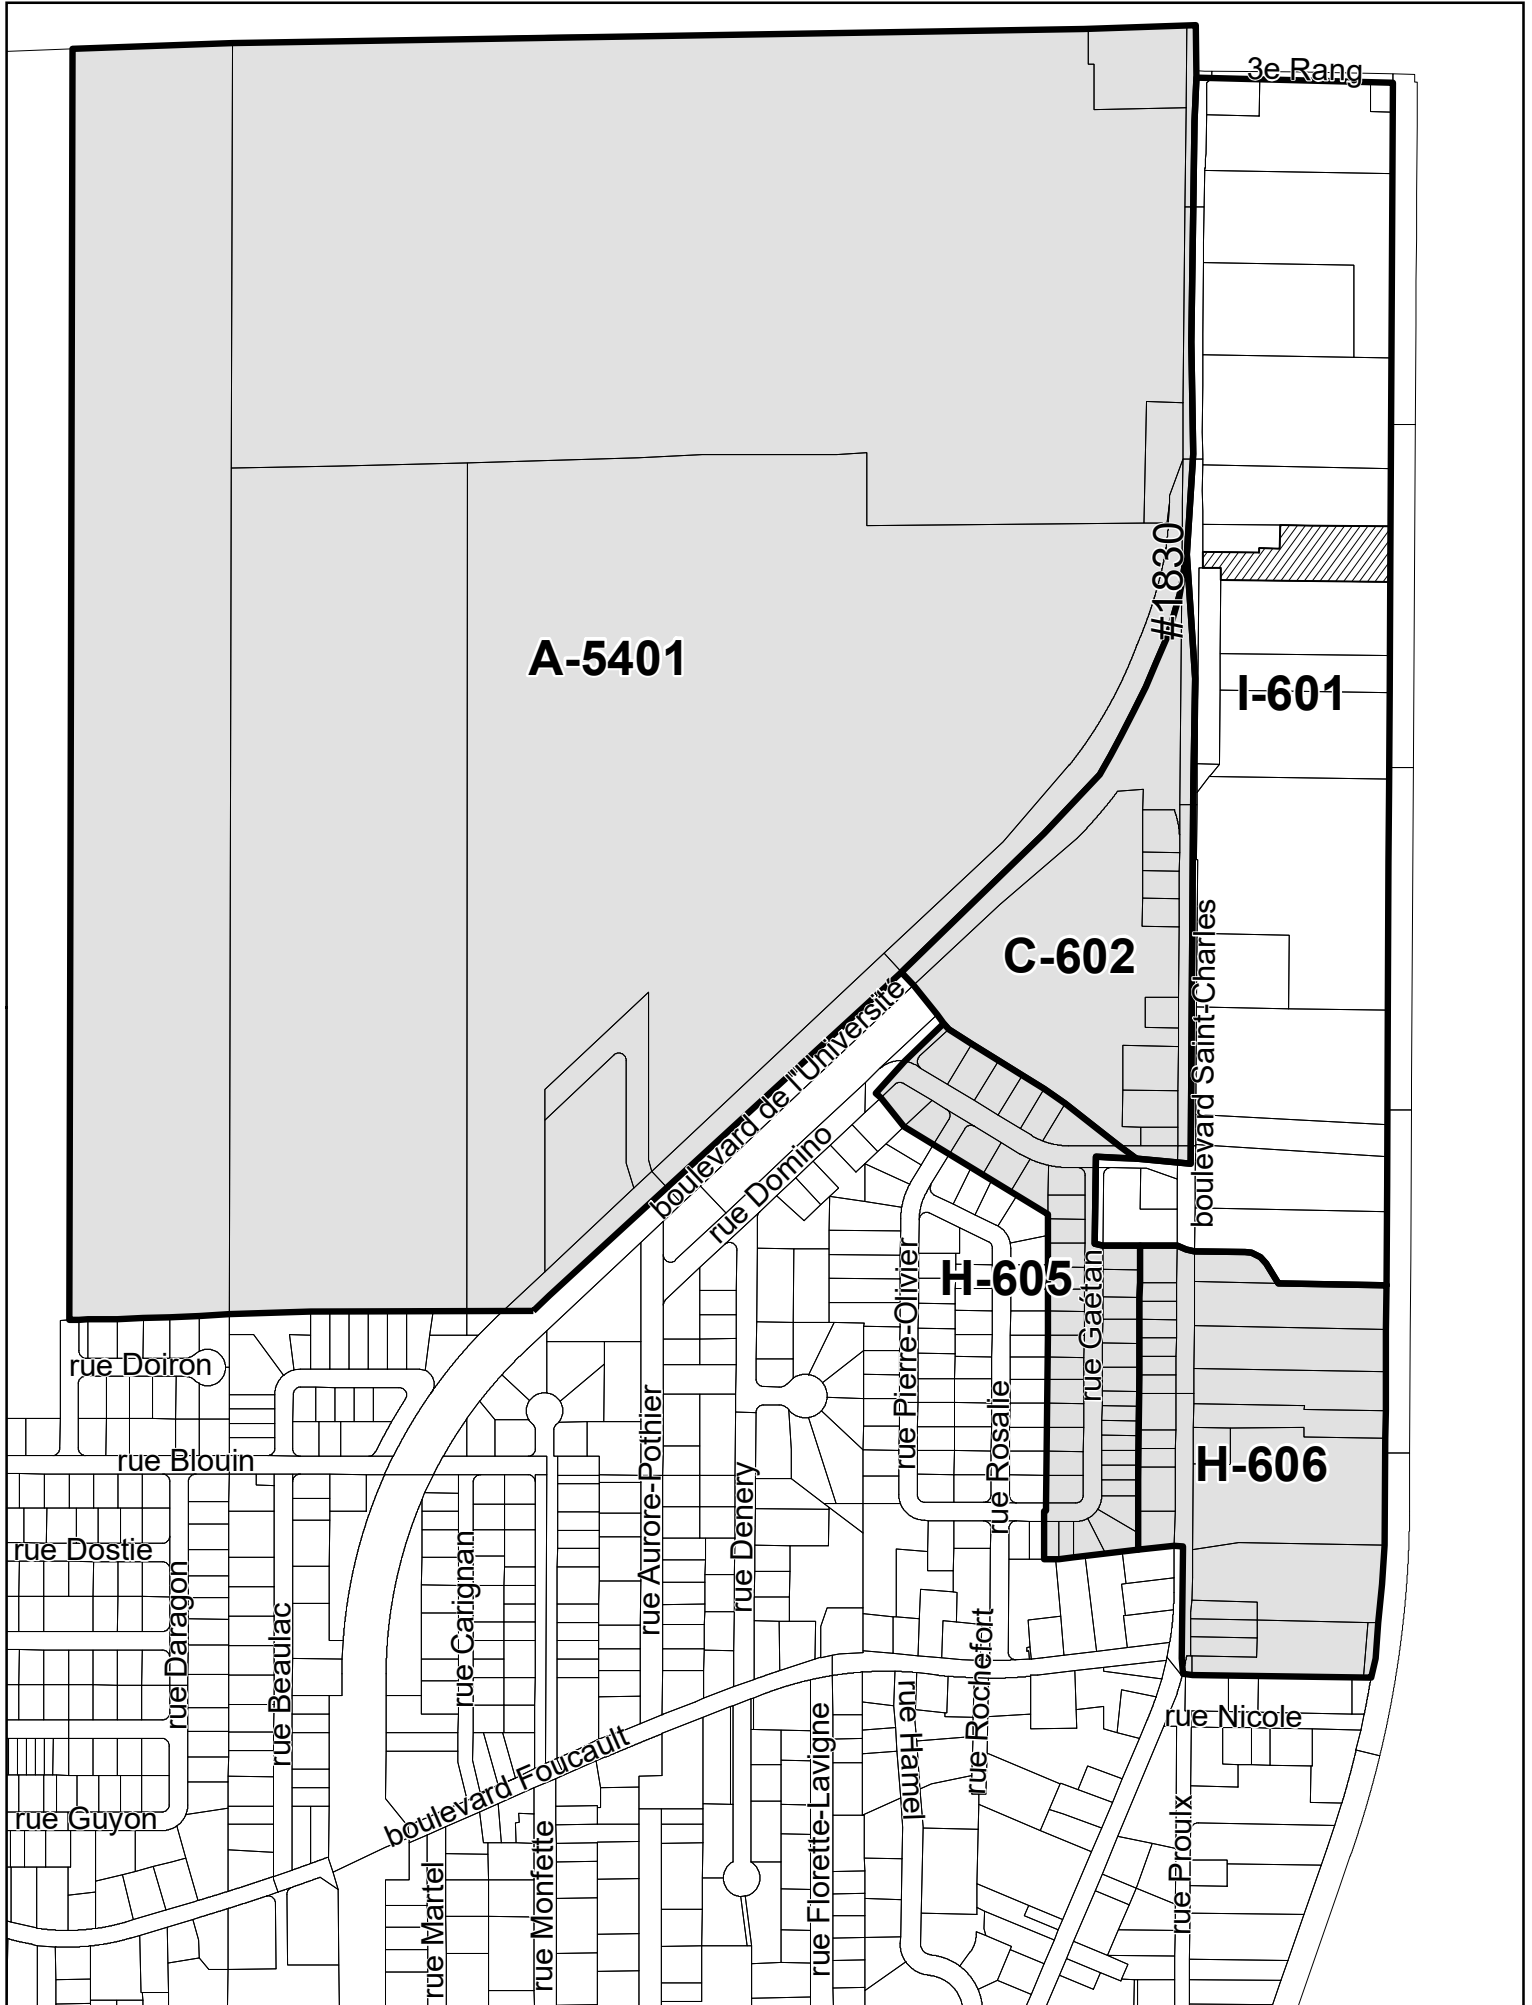 3e Rang
#1830
A-5401
I-601
C-602
boulevard Saint-Charles
boulevard de l'Université
rue Domino
H-605
rue Gaétan
rue Pierre-Olivier
rue Rosalie
rue Doiron
rue Blouin
H-606
rue Aurore-Pothier
rue Denery
rue Dostie
rue Daragon
rue Beaulac
rue Carignan
rue Rochefort
rue Hamel
rue Nicole
boulevard Foucault
rue Florette-Lavigne
rue Guyon
rue Proulx
rue Martel
rue Monfette